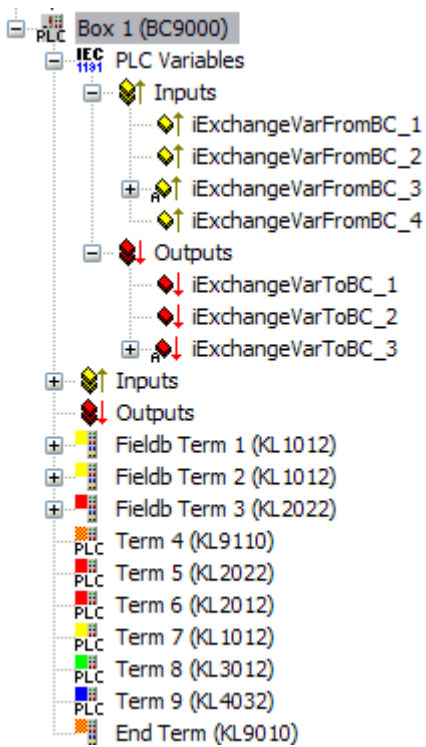 PLC Box 1 (BC9000)
IEC 1131 PLC Variables
Inputs
iExchangeVarFromBC_1
iExchangeVarFromBC_2
A iExchangeVarFromBC_3
iExchangeVarFromBC_4
Outputs
iExchangeVarToBC_1
iExchangeVarToBC_2
A iExchangeVarToBC_3
Inputs
Outputs
Fieldb Term 1 (KL1012)
Fieldb Term 2 (KL1012)
Fieldb Term 3 (KL2022)
PLC Term 4 (KL9110)
PLC Term 5 (KL2022)
PLC Term 6 (KL2012)
PLC Term 7 (KL1012)
PLC Term 8 (KL3012)
PLC Term 9 (KL4032)
End Term (KL9010)